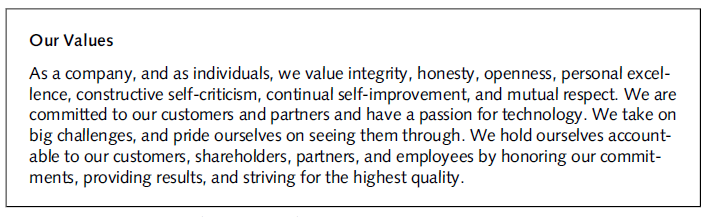 Our Values
As a company, and as individuals, we value integrity, honesty, openness, personal excel-
lence, constructive self-criticism, continual self-improvement, and mutual respect. We are
committed to our customers and partners and have a passion for technology. We take on
big challenges, and pride ourselves on seeing them through. We hold ourselves account-
able to our customers, shareholders, partners, and employees by honoring our commit-
ments, providing results, and striving for the highest quality.